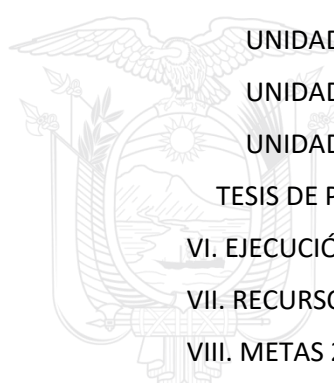 UNIDAD
UNIDAD
UNIDAD
TESIS DE P
VI. EJECUCIÓ
VII. RECURSO
VIII. METAS 2